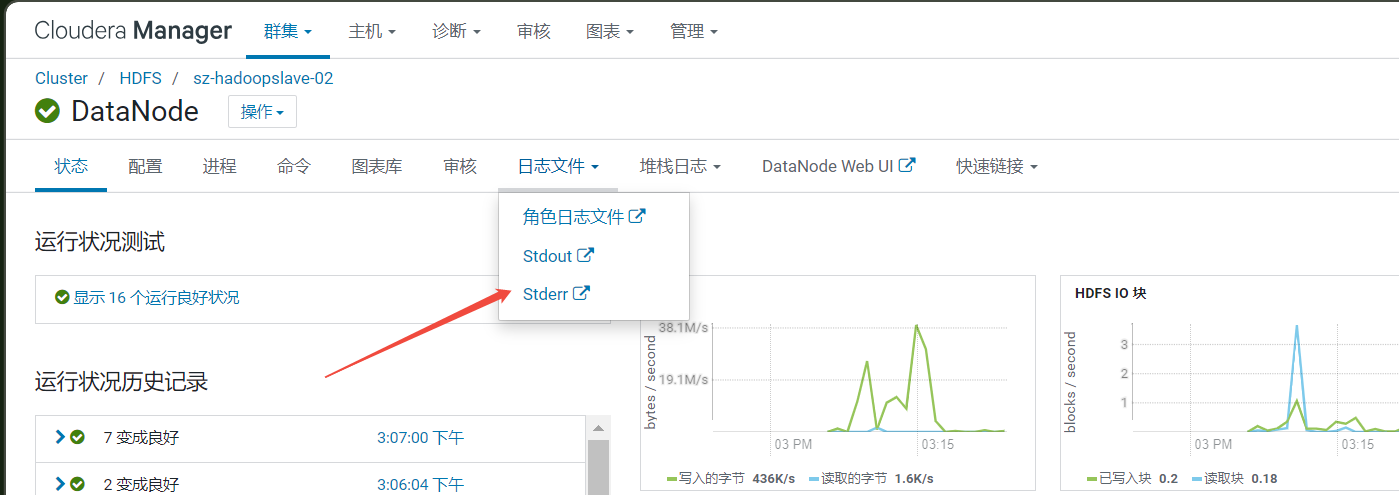 Cloudera Manager 群集 主机 诊断 审核 图表 管理
Cluster / HDFS / sz-hadoopslave-02
DataNode 操作
状态 配置 进程 命令 图表库 审核 日志文件 堆栈日志 DataNode Web UI 快速链接
角色日志文件
Stdout
Stderr
运行状况测试
显示 16 个运行良好状况
运行状况历史记录
7 变成良好 3:07:00 下午
2 变成良好 3:06:04 下午
bytes / second
38.1M/s
19.1M/s
03 PM 03:15
写入的字节 436K/s 读取的字节 1.6K/s
HDFS IO 块
blocks / second
3
2
1
03 PM 03:15
已写入块 0.2 读取块 0.18